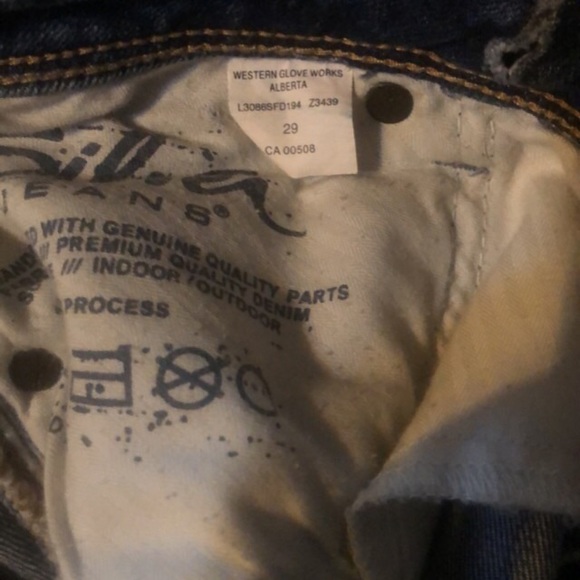 WESTERN GLOVE WORKS
ALBERTA
L3086SFD194 Z3439
29
CA 00508
JEANS®
WITH GENUINE QUALITY PARTS
/// PREMIUM QUALITY DENIM
/// INDOOR / OUTDOOR
PROCESS